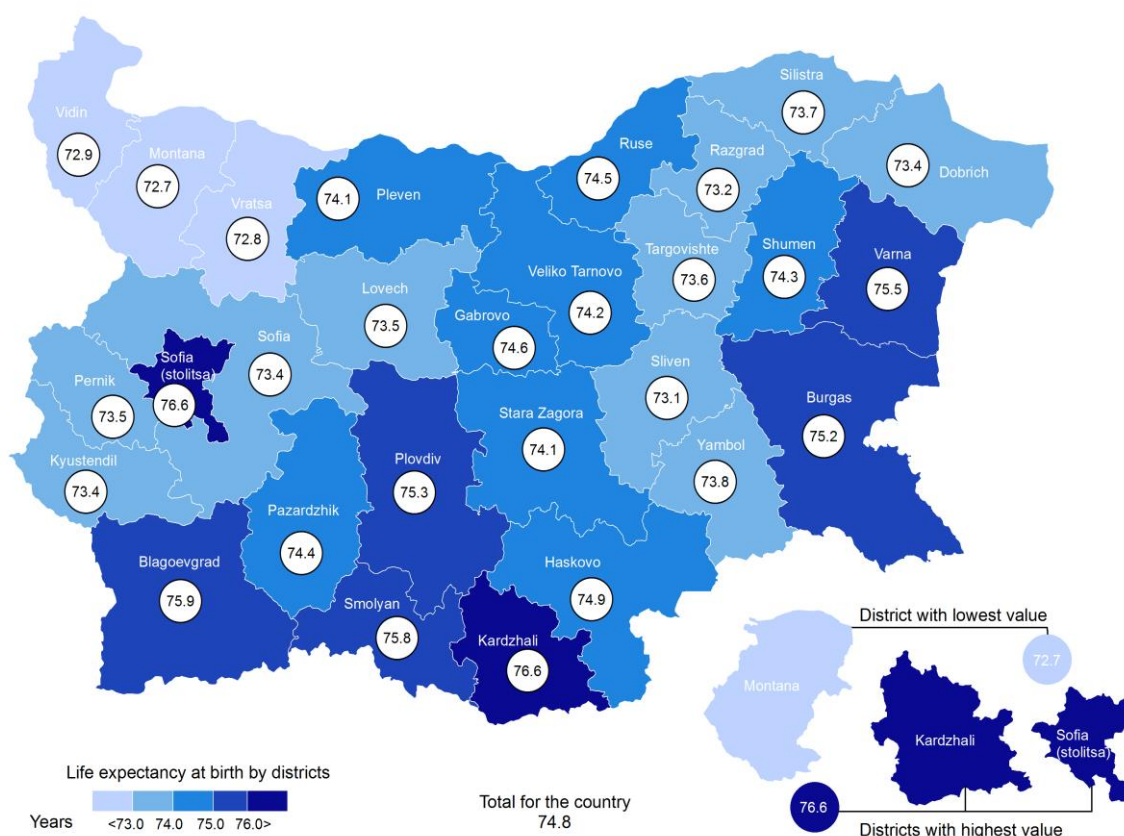 Silistra
73.7
Vidin
72.9
Montana
72.7
Vratsa
72.8
74.1
Pleven
Ruse
74.5
Razgrad
73.2
73.4
Dobrich
Targovishte
73.6
Shumen
74.3
Varna
75.5
Veliko Tarnovo
74.2
Lovech
73.5
Gabrovo
74.6
Sofia
73.4
Sofia
(stolitsa)
76.6
Pernik
73.5
Kyustendil
73.4
Sliven
73.1
Burgas
75.2
Stara Zagora
74.1
Yambol
73.8
Plovdiv
75.3
Pazardzhik
74.4
Blagoevgrad
75.9
Smolyan
75.8
Haskovo
74.9
Kardzhali
76.6
District with lowest value
72.7
Montana
Kardzhali
Sofia
(stolitsa)
76.6
Districts with highest value
Life expectancy at birth by districts
Years <73.0 74.0 75.0 76.0>
Total for the country
74.8